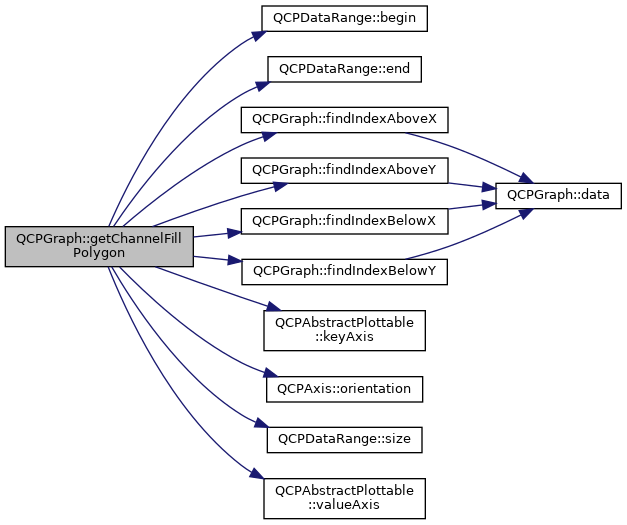 QCPDataRange::begin
QCPDataRange::end
QCPGraph::findIndexAboveX
QCPGraph::findIndexAboveY
QCPGraph::data
QCPGraph::findIndexBelowX
QCPGraph::getChannelFill
Polygon
QCPGraph::findIndexBelowY
QCPAbstractPlottable
::keyAxis
QCPAxis::orientation
QCPDataRange::size
QCPAbstractPlottable
::valueAxis